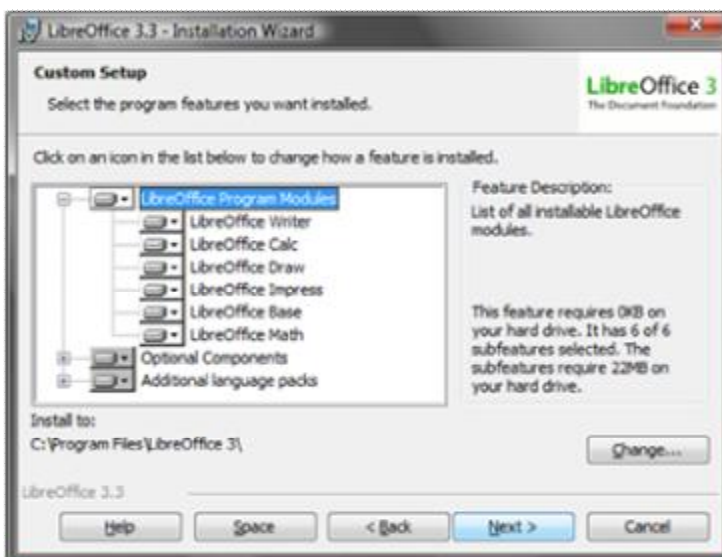 LibreOffice 3.3 - Installation Wizard
Custom Setup
Select the program features you want installed.
LibreOffice 3
The Document Foundation
Click on an icon in the list below to change how a feature is installed.
LibreOffice Program Modules
LibreOffice Writer
LibreOffice Calc
LibreOffice Draw
LibreOffice Impress
LibreOffice Base
LibreOffice Math
Optional Components
Additional language packs
Feature Description:
List of all installable LibreOffice
modules.
This feature requires 0KB on
your hard drive. It has 6 of 6
subfeatures selected. The
subfeatures require 22MB on
your hard drive.
Install to:
C:\Program Files\LibreOffice 3\
Change...
LibreOffice 3.3
Help
Space
< Back
Next >
Cancel